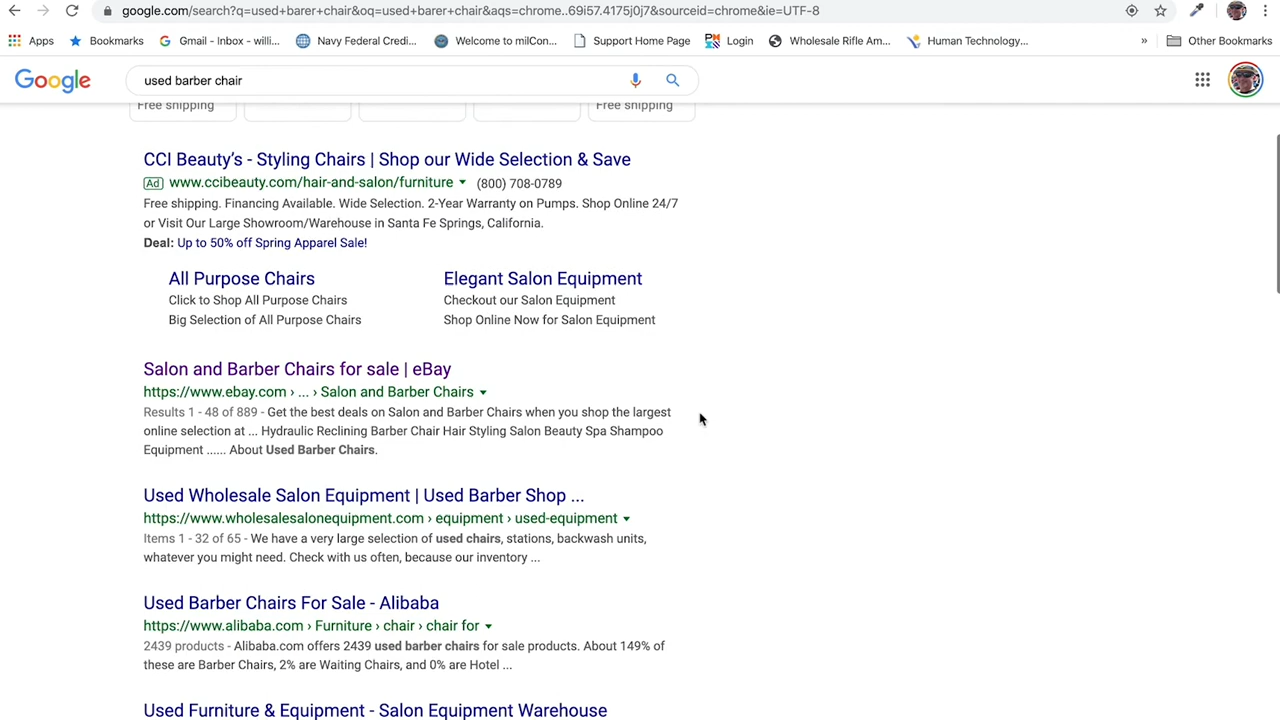 google.com/search?q=used+barer+chair&oq=used+barer+chair&aqs=chrome..69i57.4175j0j7&sourceid=chrome&ie=UTF-8
Apps Bookmarks Gmail - Inbox - willi... Navy Federal Credi... Welcome to milCon... Support Home Page Login Wholesale Rifle Am... Human Technology... » Other Bookmarks
Google used barber chair
Free shipping Free shipping
CCI Beauty's - Styling Chairs | Shop our Wide Selection & Save
Ad www.ccibeauty.com/hair-and-salon/furniture (800) 708-0789
Free shipping. Financing Available. Wide Selection. 2-Year Warranty on Pumps. Shop Online 24/7
or Visit Our Large Showroom/Warehouse in Santa Fe Springs, California.
Deal: Up to 50% off Spring Apparel Sale!
All Purpose Chairs Elegant Salon Equipment
Click to Shop All Purpose Chairs Checkout our Salon Equipment
Big Selection of All Purpose Chairs Shop Online Now for Salon Equipment
Salon and Barber Chairs for sale | eBay
https://www.ebay.com › ... › Salon and Barber Chairs
Results 1 - 48 of 889 - Get the best deals on Salon and Barber Chairs when you shop the largest
online selection at ... Hydraulic Reclining Barber Chair Hair Styling Salon Beauty Spa Shampoo
Equipment ...... About Used Barber Chairs.
Used Wholesale Salon Equipment | Used Barber Shop ...
https://www.wholesalesalonequipment.com › equipment › used-equipment
Items 1 - 32 of 65 - We have a very large selection of used chairs, stations, backwash units,
whatever you might need. Check with us often, because our inventory ...
Used Barber Chairs For Sale - Alibaba
https://www.alibaba.com › Furniture › chair › chair for
2439 products - Alibaba.com offers 2439 used barber chairs for sale products. About 149% of
these are Barber Chairs, 2% are Waiting Chairs, and 0% are Hotel ...
Used Furniture & Equipment - Salon Equipment Warehouse